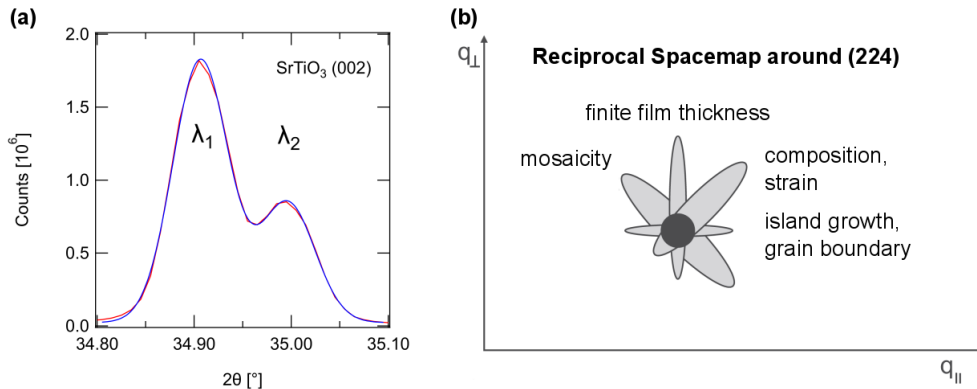 (a)
2.0
1.5
1.0
0.5
0.0
Counts [10⁶]
SrTiO₃ (002)
λ₁
λ₂
34.80
34.90
35.00
35.10
2θ [°]
(b)
q⊥
Reciprocal Spacemap around (224)
finite film thickness
mosaicity
composition,
strain
island growth,
grain boundary
q||